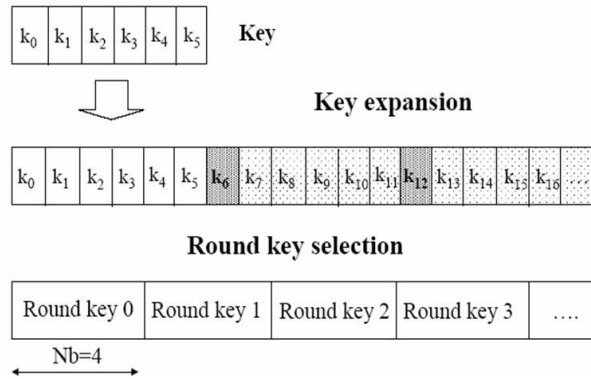 k0 k1 k2 k3 k4 k5 Key
Key expansion
k0 k1 k2 k3 k4 k5 k6 k7 k8 k9 k10 k11 k12 k13 k14 k15 k16 ...
Round key selection
Round key 0 Round key 1 Round key 2 Round key 3 ....
Nb=4